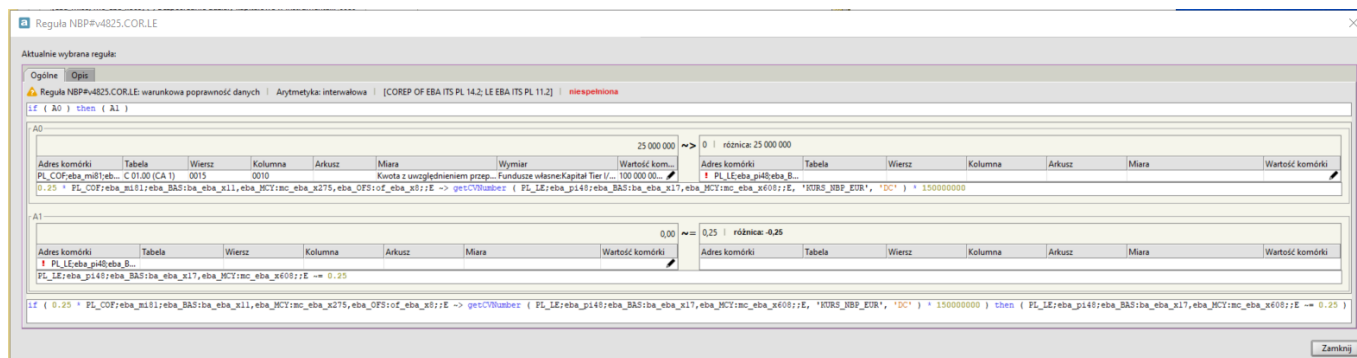 Reguła NBP#v4825.COR.LE
Aktualnie wybrana reguła:
Ogólne Opis
Reguła NBP#v4825.COR.LE: warunkowa poprawność danych | Arytmetyka: interwałowa | [COREP OF EBA ITS PL 14.2; LE EBA ITS PL 11.2] | niespełniona
if ( A0 ) then ( A1 )
A0
25 000 000 ~> 0 | różnica: 25 000 000
Adres komórki Tabela Wiersz Kolumna Arkusz Miara Wymiar Wartość kom... Adres komórki Tabela Wiersz Kolumna Arkusz Miara Wartość komórki
PL_COF;eba_mi81;eb... C 01.00 (CA 1) 0015 0010 Kwota z uwzględnieniem przep... Fundusze własne:Kapitał Tier I/... 100 000 00... ! PL_LE;eba_pi48;eba_B...
0.25 * PL_COF;eba_mi81;eba_BAS:ba_eba_x11,eba_MCY:mc_eba_x275,eba_OFS:of_eba_x8;;E ~> getCVNumber ( PL_LE;eba_pi48;eba_BAS:ba_eba_x17,eba_MCY:mc_eba_x608;;E, 'KURS_NBP_EUR', 'DC' ) * 150000000
A1
0,00 ~= 0,25 | różnica: -0,25
Adres komórki Tabela Wiersz Kolumna Arkusz Miara Wartość komórki Adres komórki Tabela Wiersz Kolumna Arkusz Miara Wartość komórki
! PL_LE;eba_pi48;eba_B...
PL_LE;eba_pi48;eba_BAS:ba_eba_x17,eba_MCY:mc_eba_x608;;E ~= 0.25
if ( 0.25 * PL_COF;eba_mi81;eba_BAS:ba_eba_x11,eba_MCY:mc_eba_x275,eba_OFS:of_eba_x8;;E ~> getCVNumber ( PL_LE;eba_pi48;eba_BAS:ba_eba_x17,eba_MCY:mc_eba_x608;;E, 'KURS_NBP_EUR', 'DC' ) * 150000000 ) then ( PL_LE;eba_pi48;eba_BAS:ba_eba_x17,eba_MCY:mc_eba_x608;;E ~= 0.25 )
Zamknij